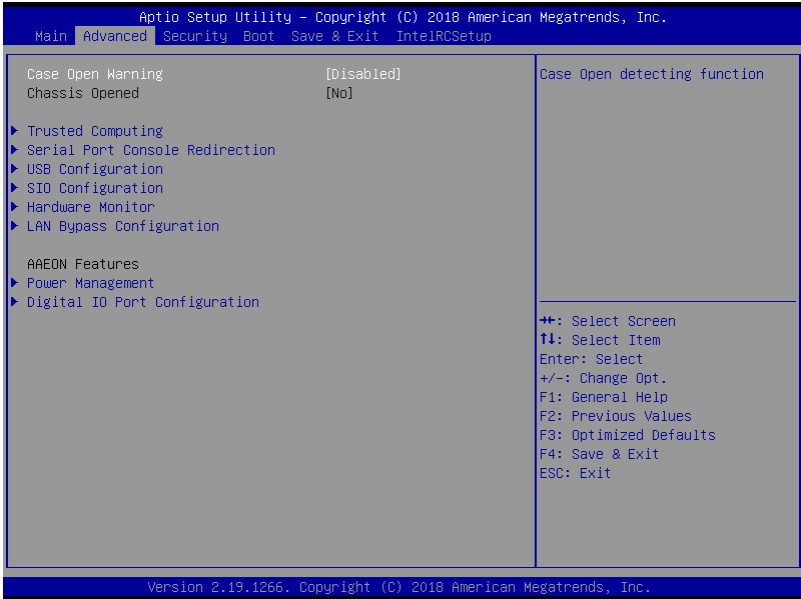 Aptio Setup Utility – Copyright (C) 2018 American Megatrends, Inc.
Main Advanced Security Boot Save & Exit IntelRCSetup
Case Open Warning [Disabled]
Chassis Opened [No]
Trusted Computing
Serial Port Console Redirection
USB Configuration
SIO Configuration
Hardware Monitor
LAN Bypass Configuration
AAEON Features
Power Management
Digital IO Port Configuration
Case Open detecting function
→←: Select Screen
↑↓: Select Item
Enter: Select
+/-: Change Opt.
F1: General Help
F2: Previous Values
F3: Optimized Defaults
F4: Save & Exit
ESC: Exit
Version 2.19.1266. Copyright (C) 2018 American Megatrends, Inc.